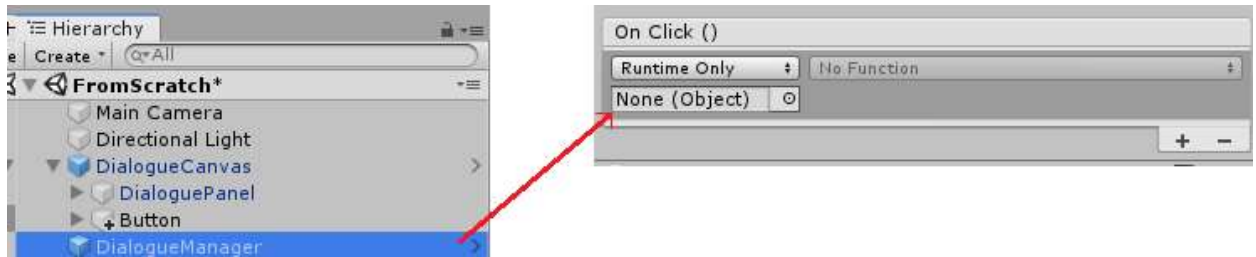 Hierarchy
e Create All
FromScratch*
Main Camera
Directional Light
DialogueCanvas
DialoguePanel
Button
DialogueManager
On Click ()
Runtime Only No Function
None (Object)
+ −